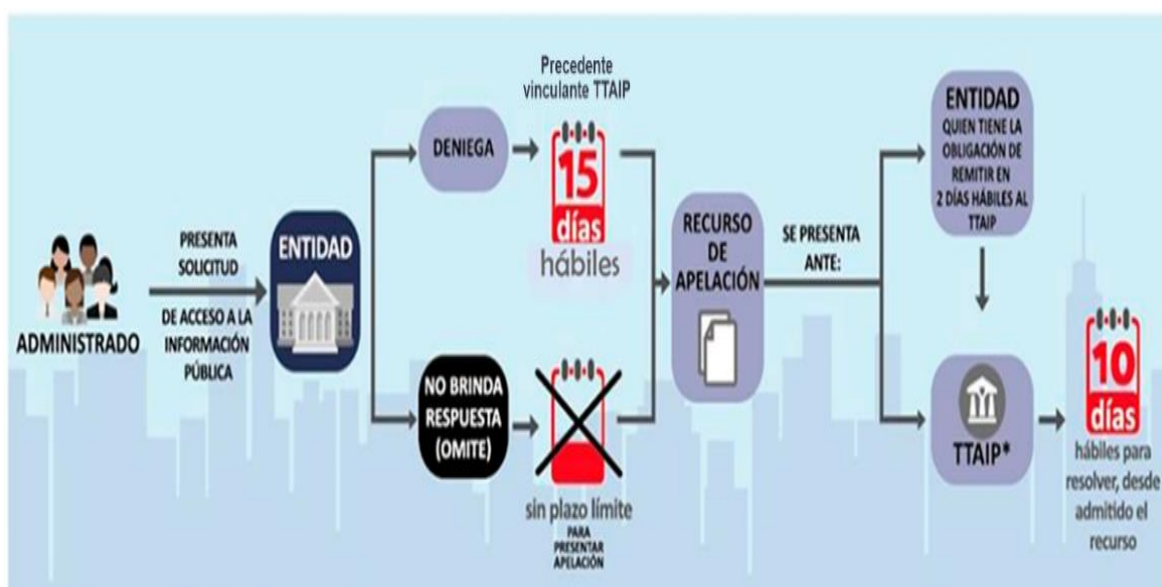 ADMINISTRADO
PRESENTA
SOLICITUD
DE ACCESO A LA
INFORMACIÓN
PÚBLICA
ENTIDAD
DENIEGA
Precedente
vinculante TTAIP
15
días
hábiles
NO BRINDA
RESPUESTA
(OMITE)
sin plazo límite
PARA
PRESENTAR
APELACIÓN
RECURSO
DE
APELACIÓN
SE PRESENTA
ANTE:
ENTIDAD
QUIEN TIENE LA
OBLIGACIÓN DE
REMITIR EN
2 DÍAS HÁBILES AL
TTAIP
TTAIP*
10
días
hábiles para
resolver, desde
admitido el
recurso